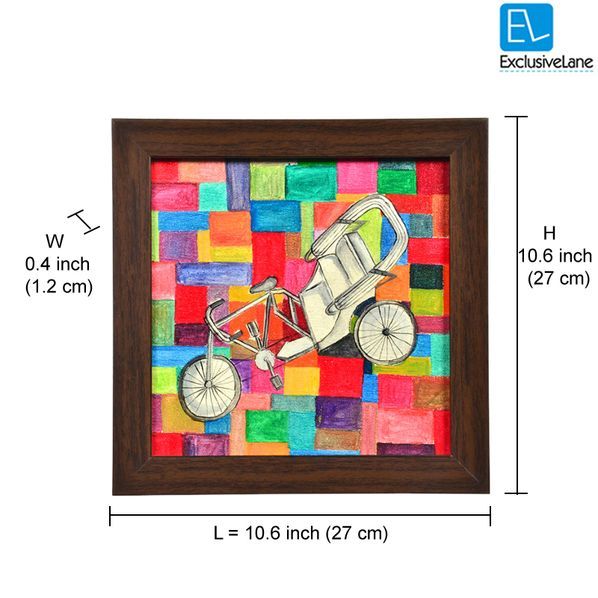 EL
ExclusiveLane
W
0.4 inch
(1.2 cm)
H
10.6 inch
(27 cm)
L = 10.6 inch (27 cm)